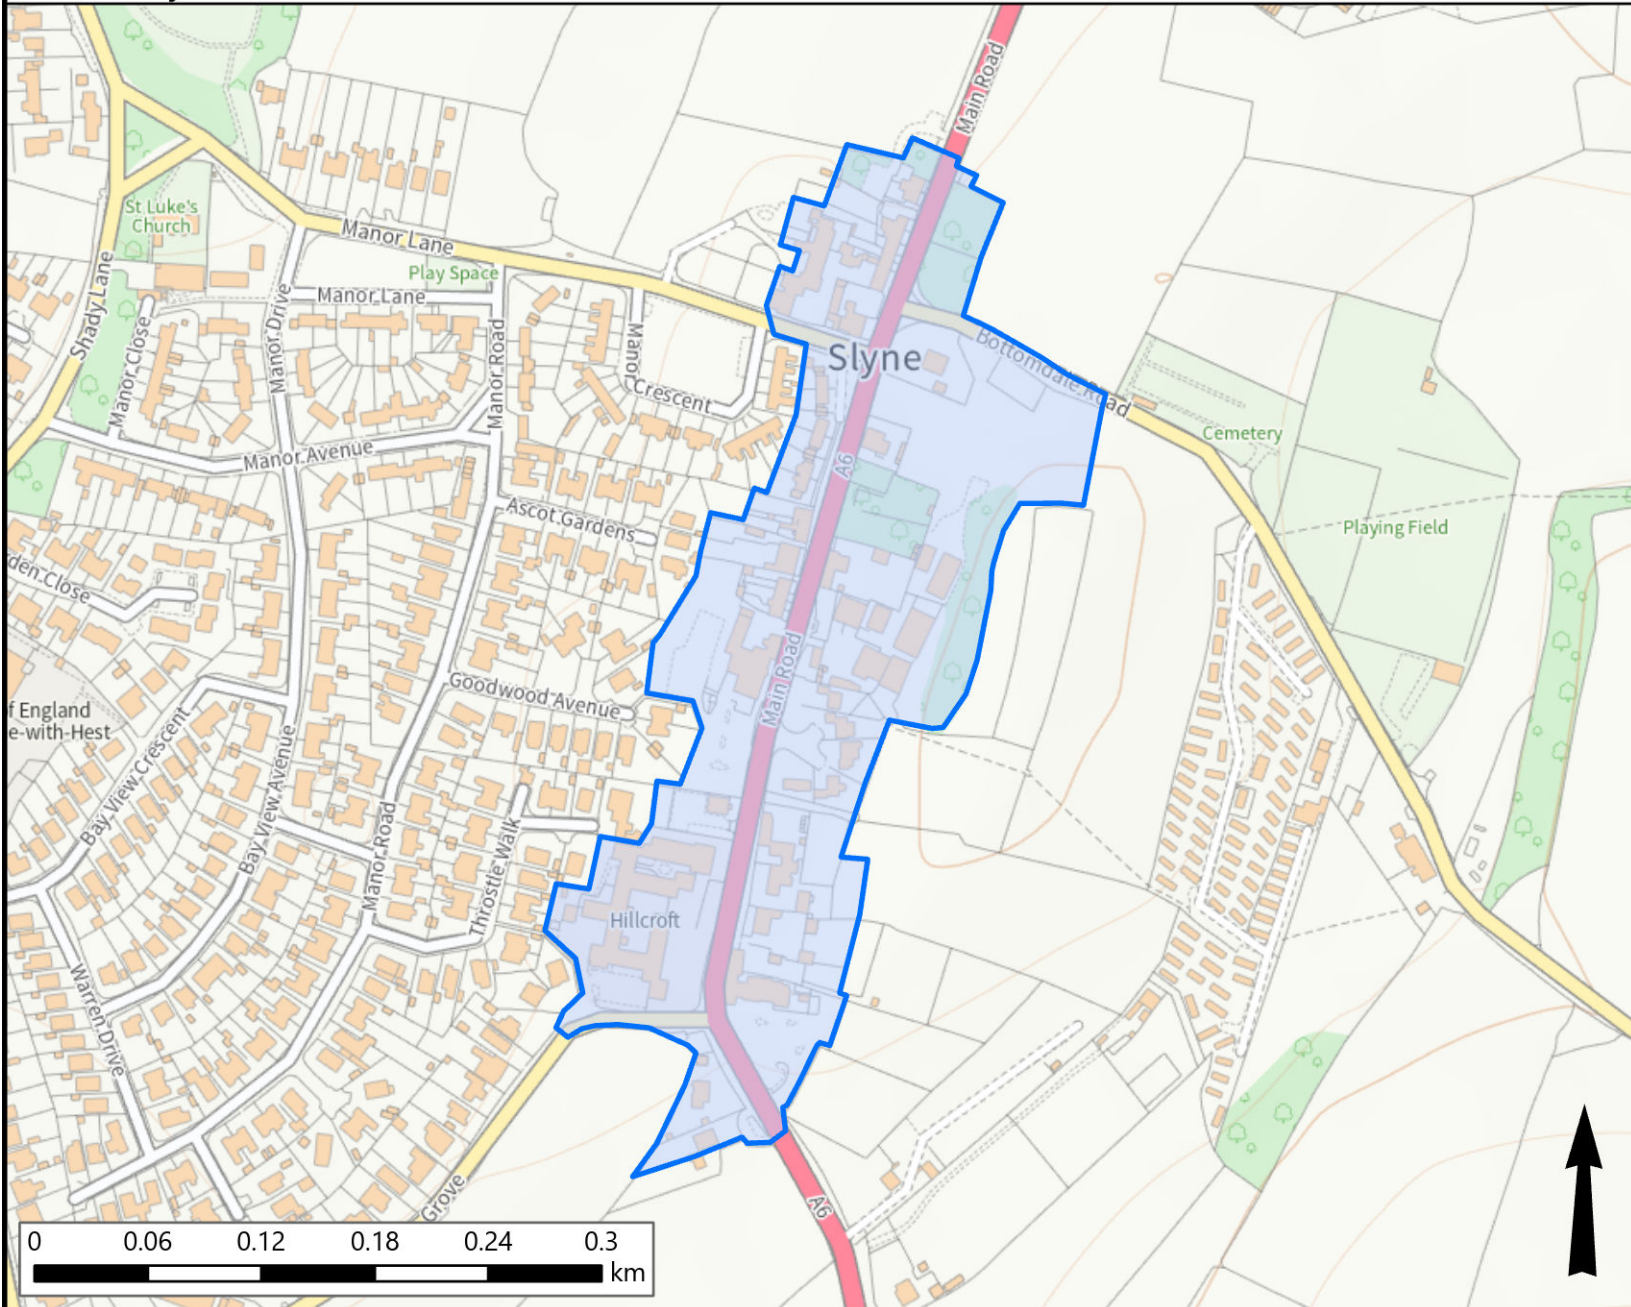 Main Road
St Luke's
Church
Manor Lane
Play Space
Manor Lane
Shady Lane
Manor Close
Manor Drive
Manor Road
Manor
Crescent
Slyne
Bottomdale Road
Cemetery
Manor Avenue
A6
Ascot Gardens
Playing Field
den Close
Main Road
Goodwood Avenue
f England
e-with-Hest
Bay View Crescent
Bay View Avenue
Manor Road
Throstle Walk
Hillcroft
Warren Drive
Grove
A6
0 0.06 0.12 0.18 0.24 0.3
km